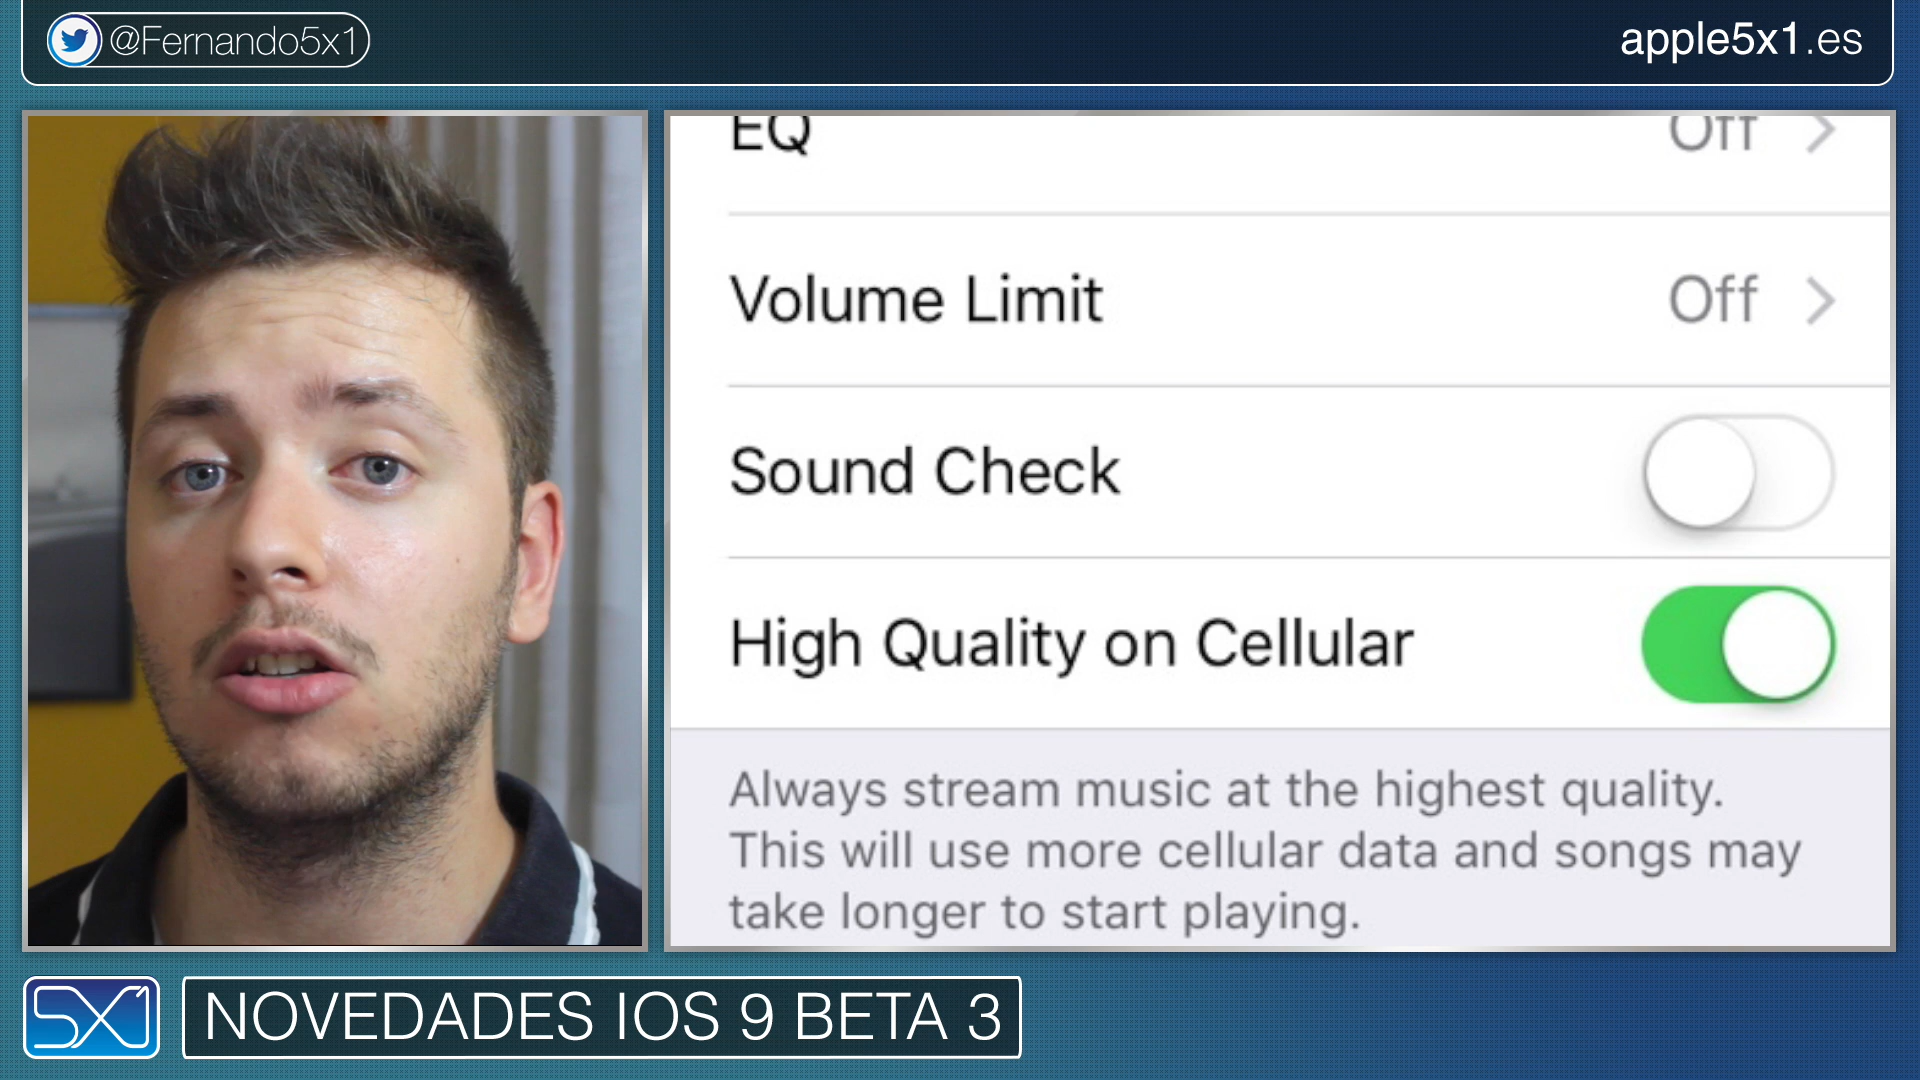 @Fernando5x1
apple5x1.es
EQ Off
Volume Limit Off
Sound Check
High Quality on Cellular
Always stream music at the highest quality.
This will use more cellular data and songs may
take longer to start playing.
5X1
NOVEDADES IOS 9 BETA 3